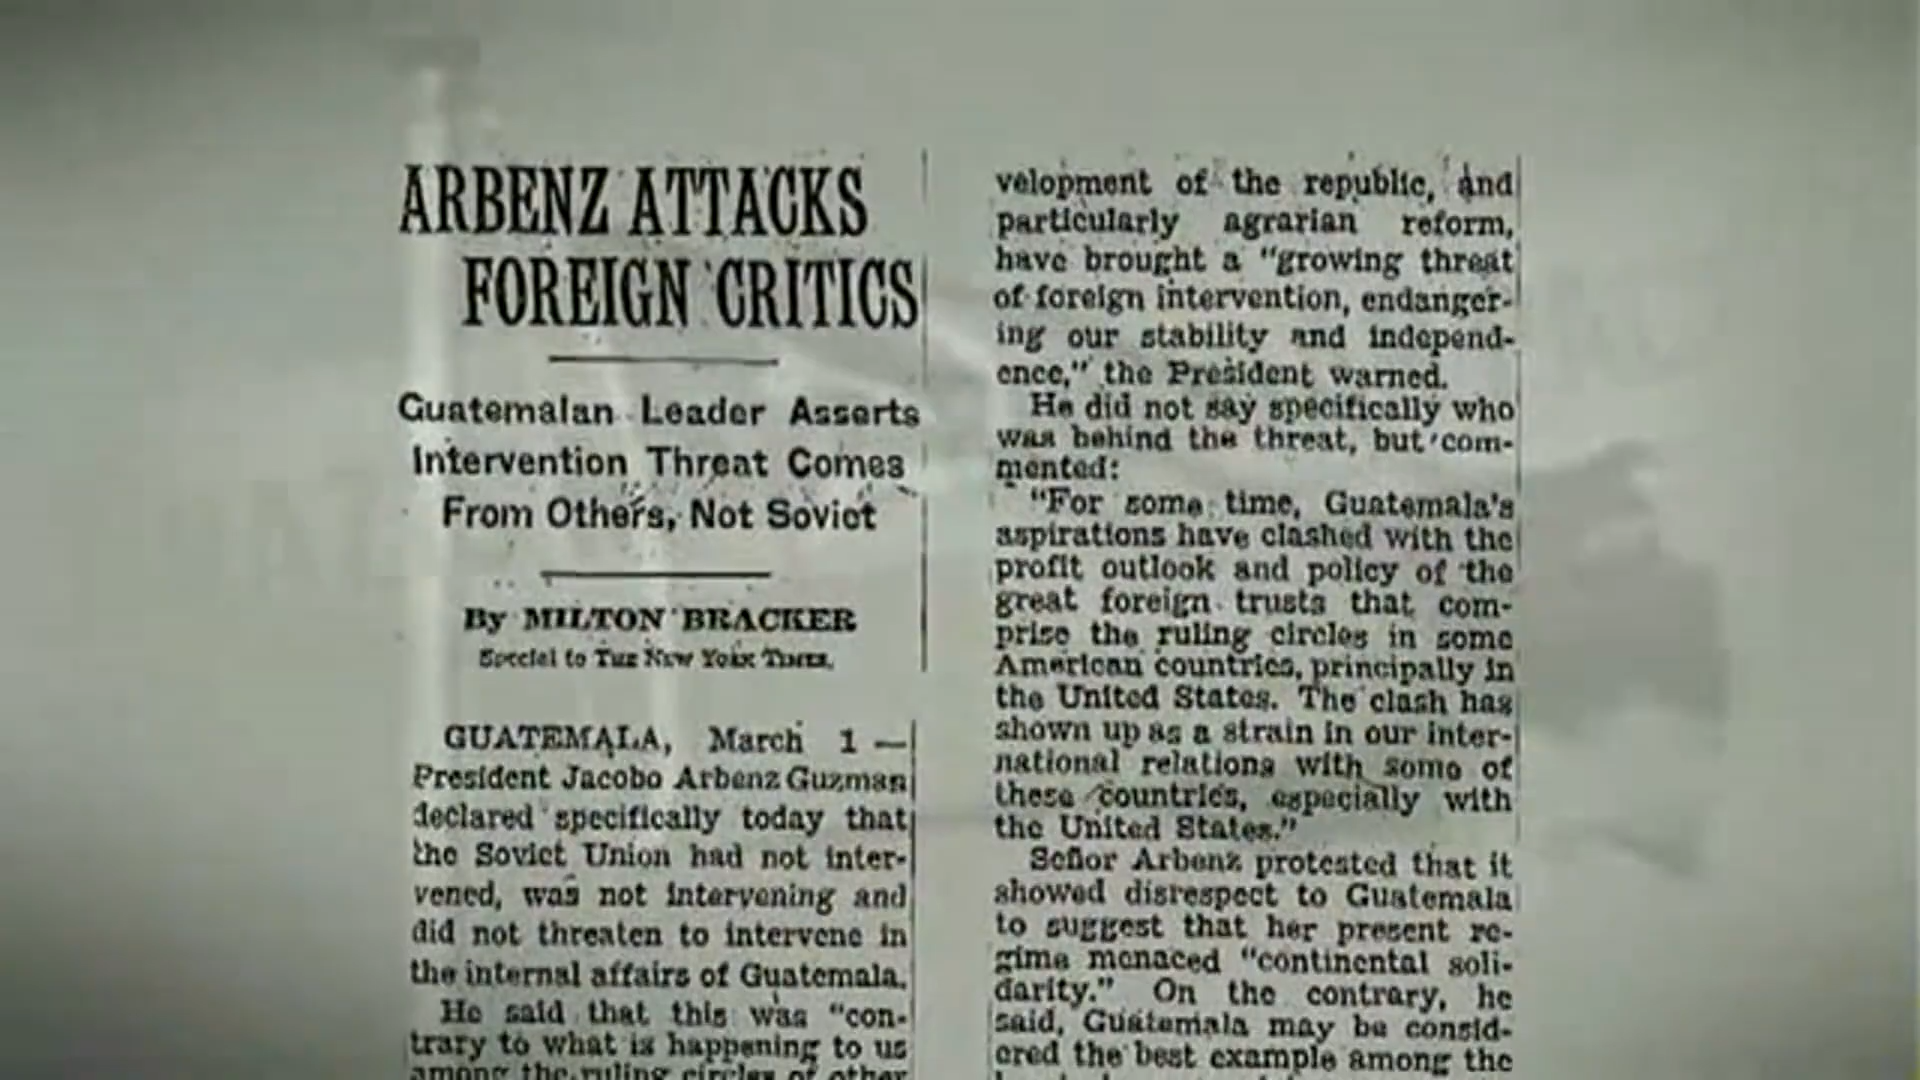 ARBENZ ATTACKS
FOREIGN CRITICS
Guatemalan Leader Asserts
Intervention Threat Comes
From Others, Not Soviet
By MILTON BRACKER
Special to THE NEW YORK TIMES.
GUATEMALA, March 1 —
President Jacobo Arbenz Guzman
declared specifically today that
the Soviet Union had not inter-
vened, was not intervening and
did not threaten to intervene in
the internal affairs of Guatemala.
He said that this was "con-
trary to what is happening to us
among the ruling circles of other
velopment of the republic, and
particularly agrarian reform,
have brought a "growing threat
of foreign intervention, endanger-
ing our stability and independ-
ence," the President warned.
He did not say specifically who
was behind the threat, but com-
mented:
"For some time, Guatemala's
aspirations have clashed with the
profit outlook and policy of the
great foreign trusts that com-
prise the ruling circles in some
American countries, principally in
the United States. The clash has
shown up as a strain in our inter-
national relations with some of
these countries, especially with
the United States."
Señor Arbenz protested that it
showed disrespect to Guatemala
to suggest that her present re-
gime menaced "continental soli-
darity." On the contrary, he
said, Guatemala may be consid-
ered the best example among the